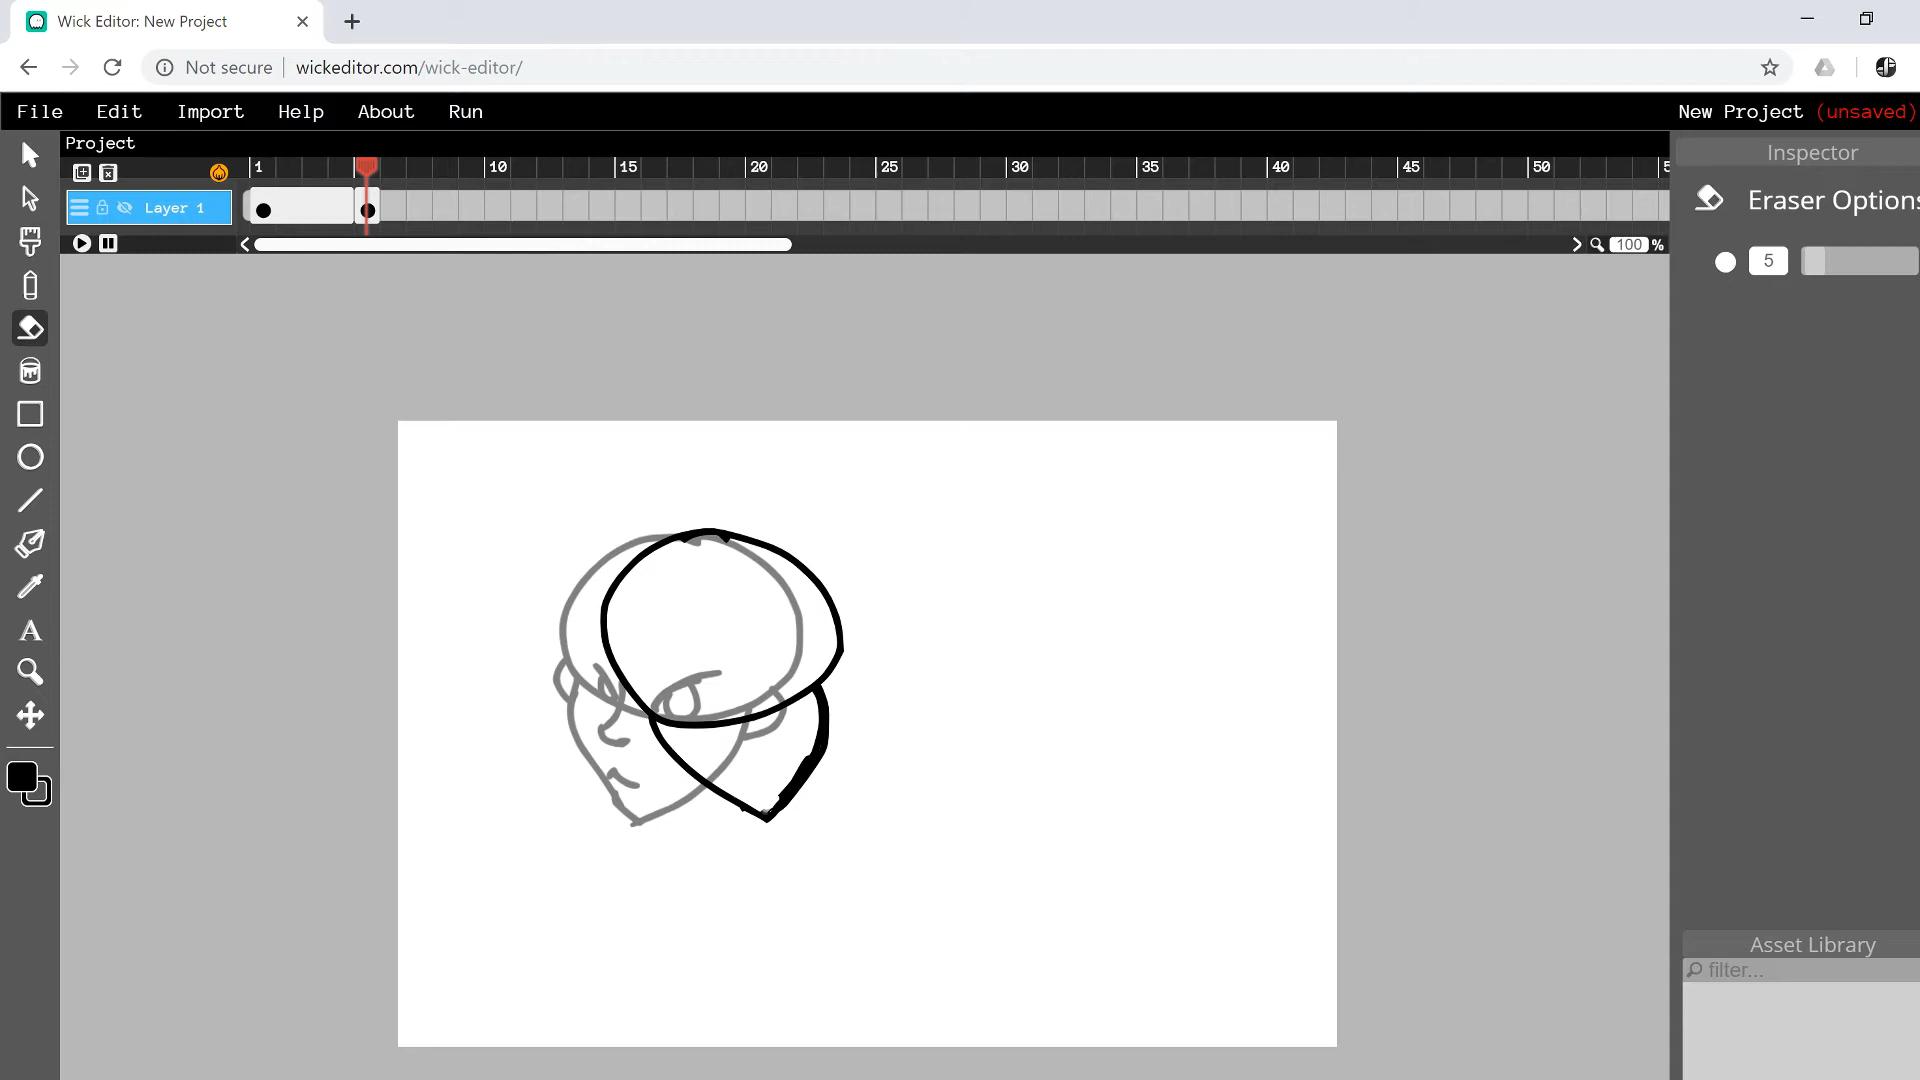 Wick Editor: New Project
Not secure wickeditor.com/wick-editor/
File Edit Import Help About Run New Project (unsaved)
Project Inspector
1 10 15 20 25 30 35 40 45 50
Layer 1 Eraser Options
100 %
5
A
Asset Library
filter...